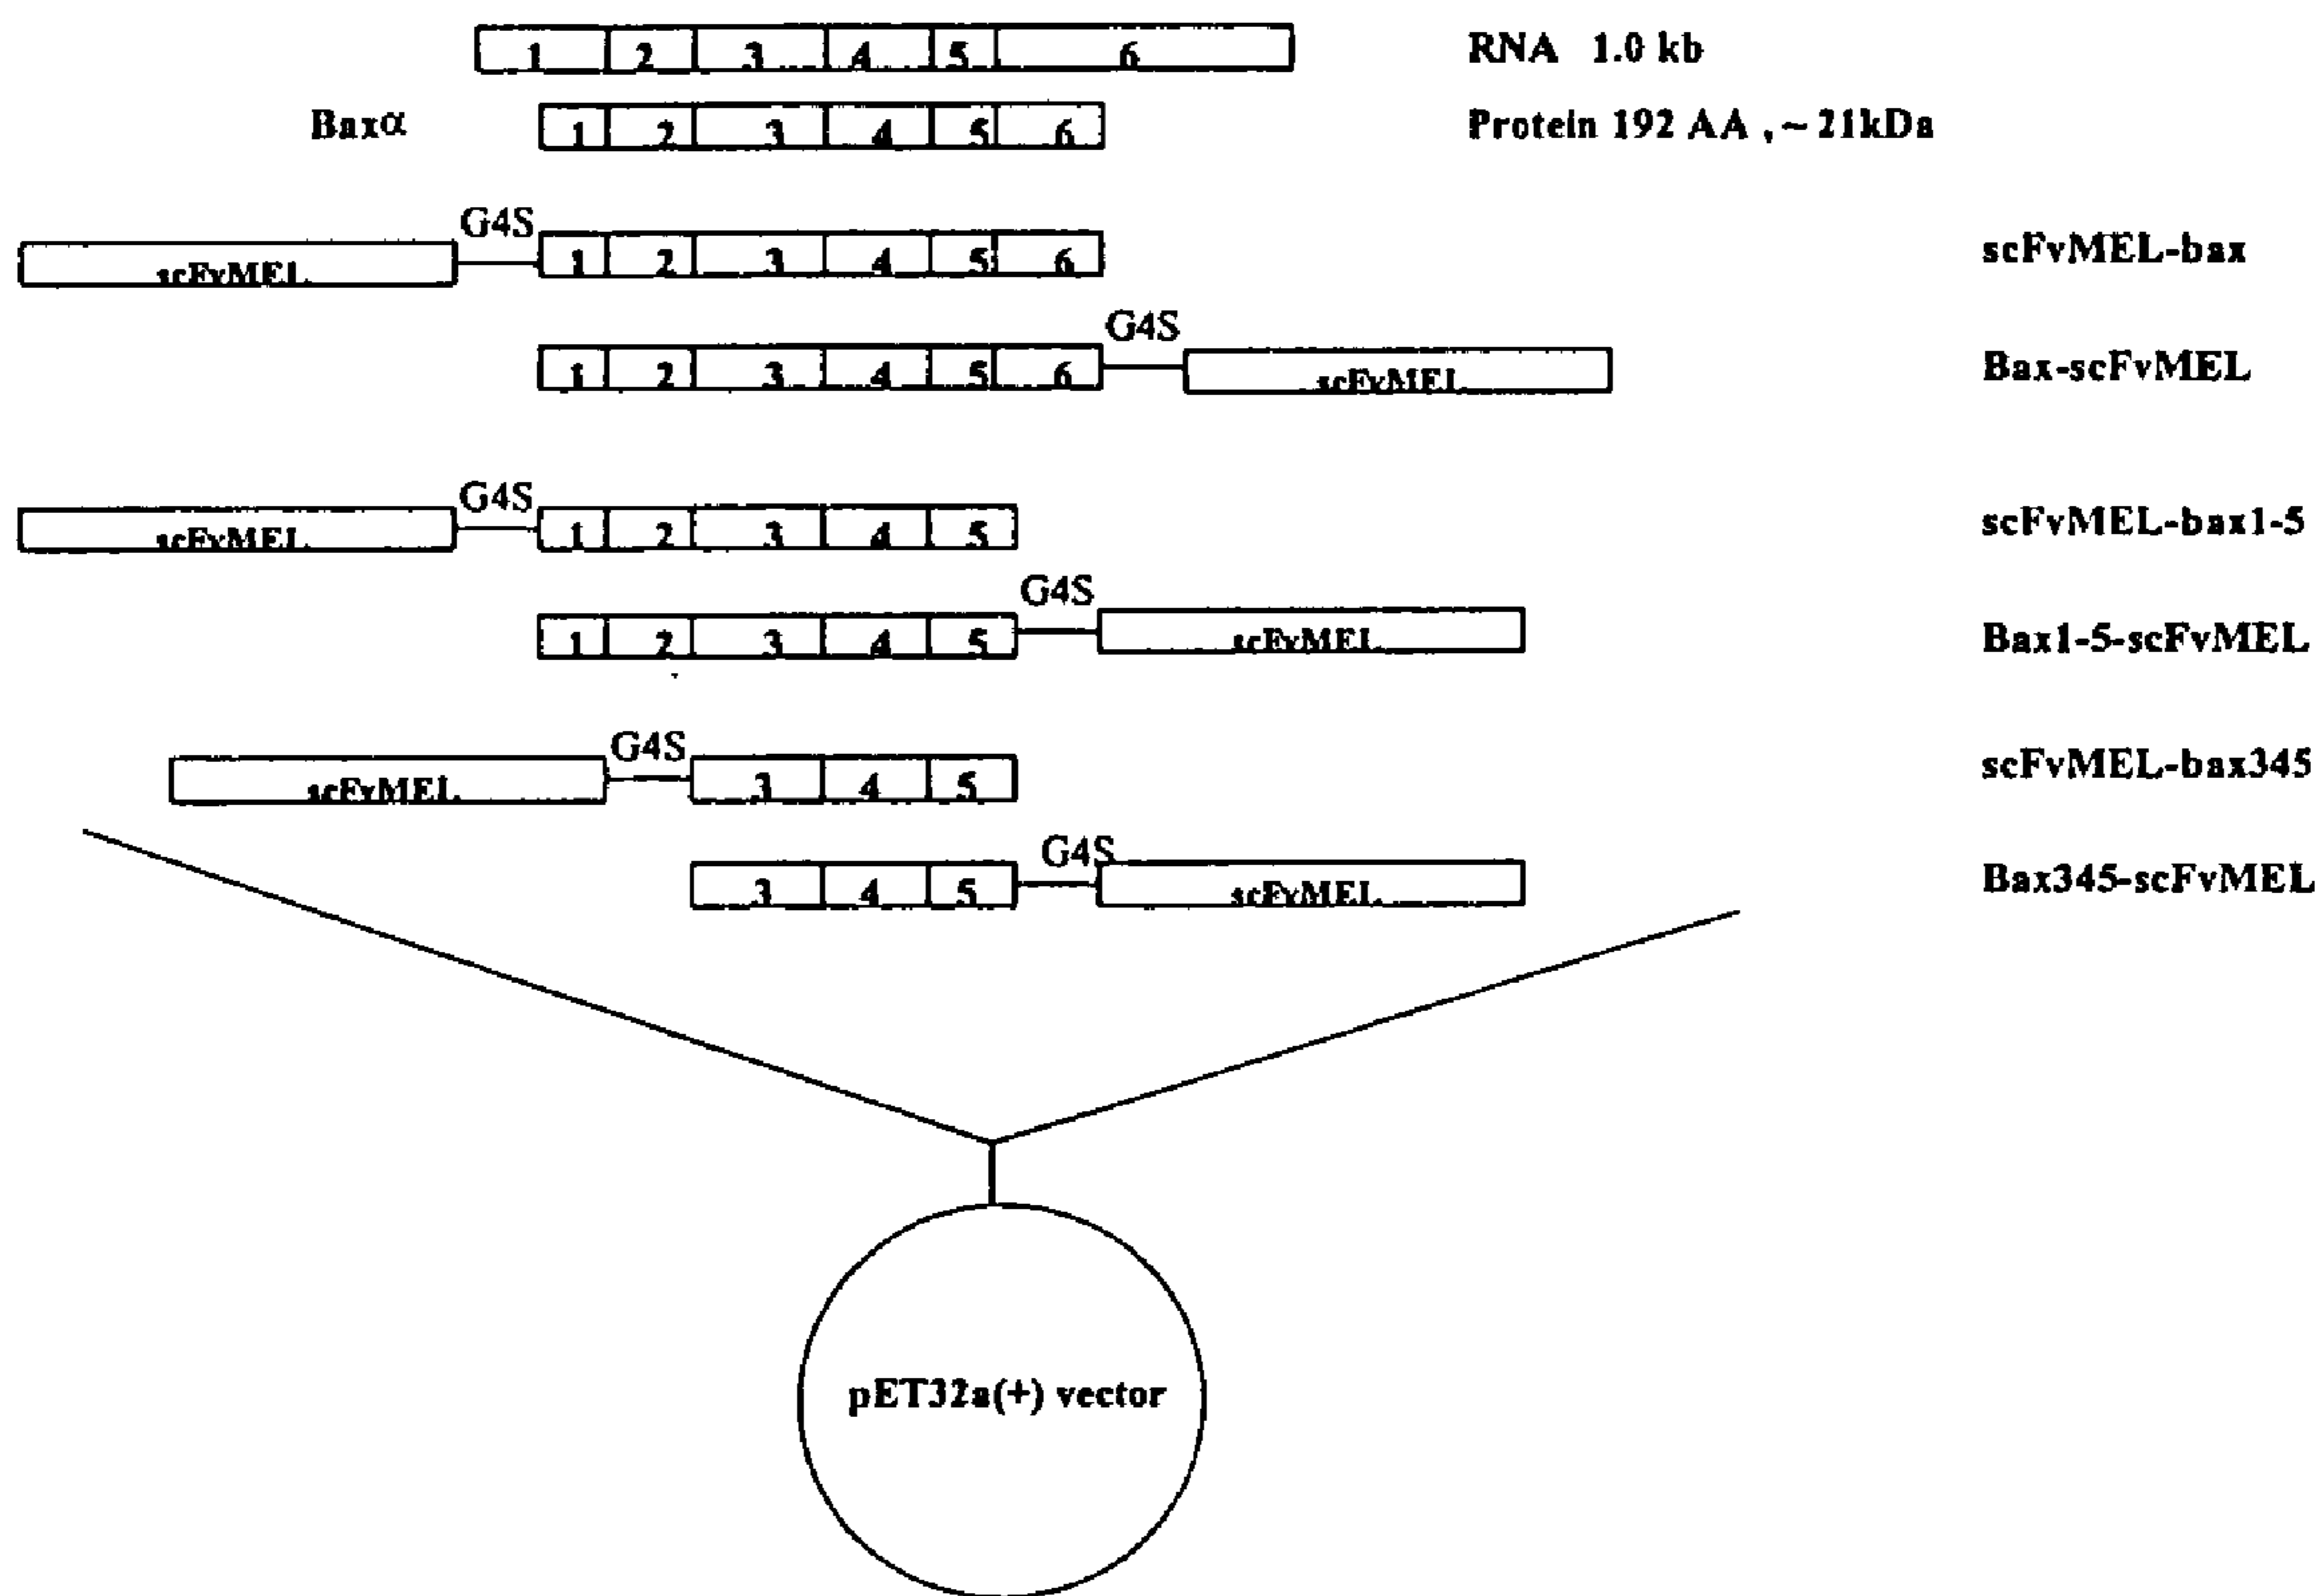 1 2 3 4 5 6 RNA 1.0 kb
Baxα 1 2 3 4 5 6 Protein 192 AA , ~ 21kDa
G4S
scFvMEL 1 2 3 4 5 6 scFvMEL-bax
G4S
1 2 3 4 5 6 scFvMEL Bax-scFvMEL
G4S
scFvMEL 1 2 3 4 5 scFvMEL-bax1-5
G4S
1 2 3 4 5 scFvMEL Bax1-5-scFvMEL
G4S
scFvMEL 3 4 5 scFvMEL-bax345
G4S
3 4 5 scFvMEL Bax345-scFvMEL
pET32a(+) vector